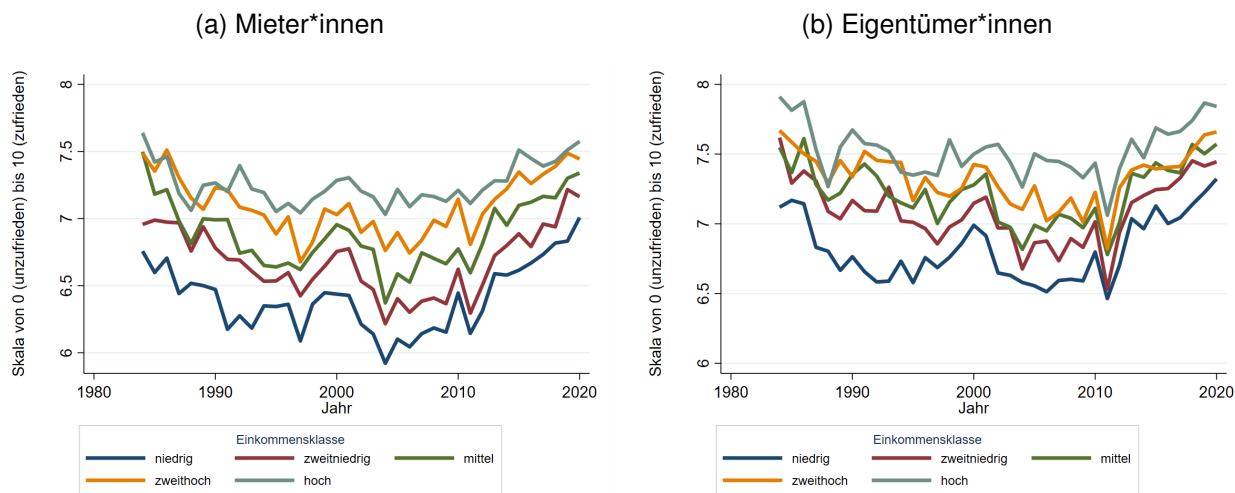 (a) Mieter*innen
Skala von 0 (unzufrieden) bis 10 (zufrieden)
8
7.5
7
6.5
6
1980 1990 2000 2010 2020
Jahr
Einkommensklasse
niedrig zweitniedrig mittel
zweithoch hoch
(b) Eigentümer*innen
Skala von 0 (unzufrieden) bis 10 (zufrieden)
8
7.5
7
6.5
6
1980 1990 2000 2010 2020
Jahr
Einkommensklasse
niedrig zweitniedrig mittel
zweithoch hoch